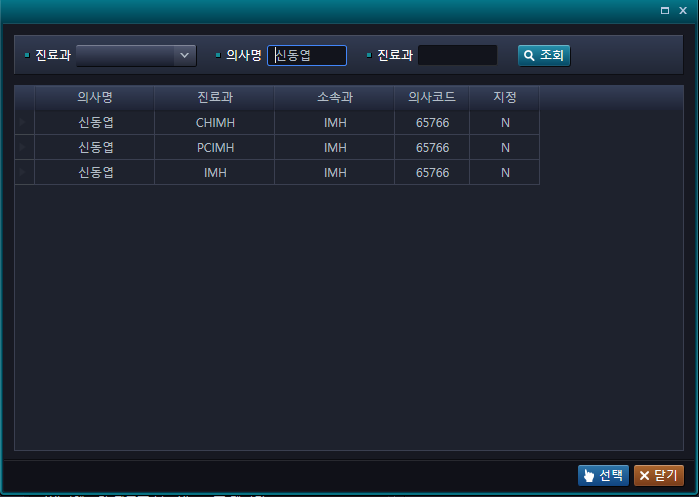 진료과 의사명 신동엽 진료과 조회
의사명 진료과 소속과 의사코드 지정
신동엽 CHIMH IMH 65766 N
신동엽 PCIMH IMH 65766 N
신동엽 IMH IMH 65766 N
선택 닫기